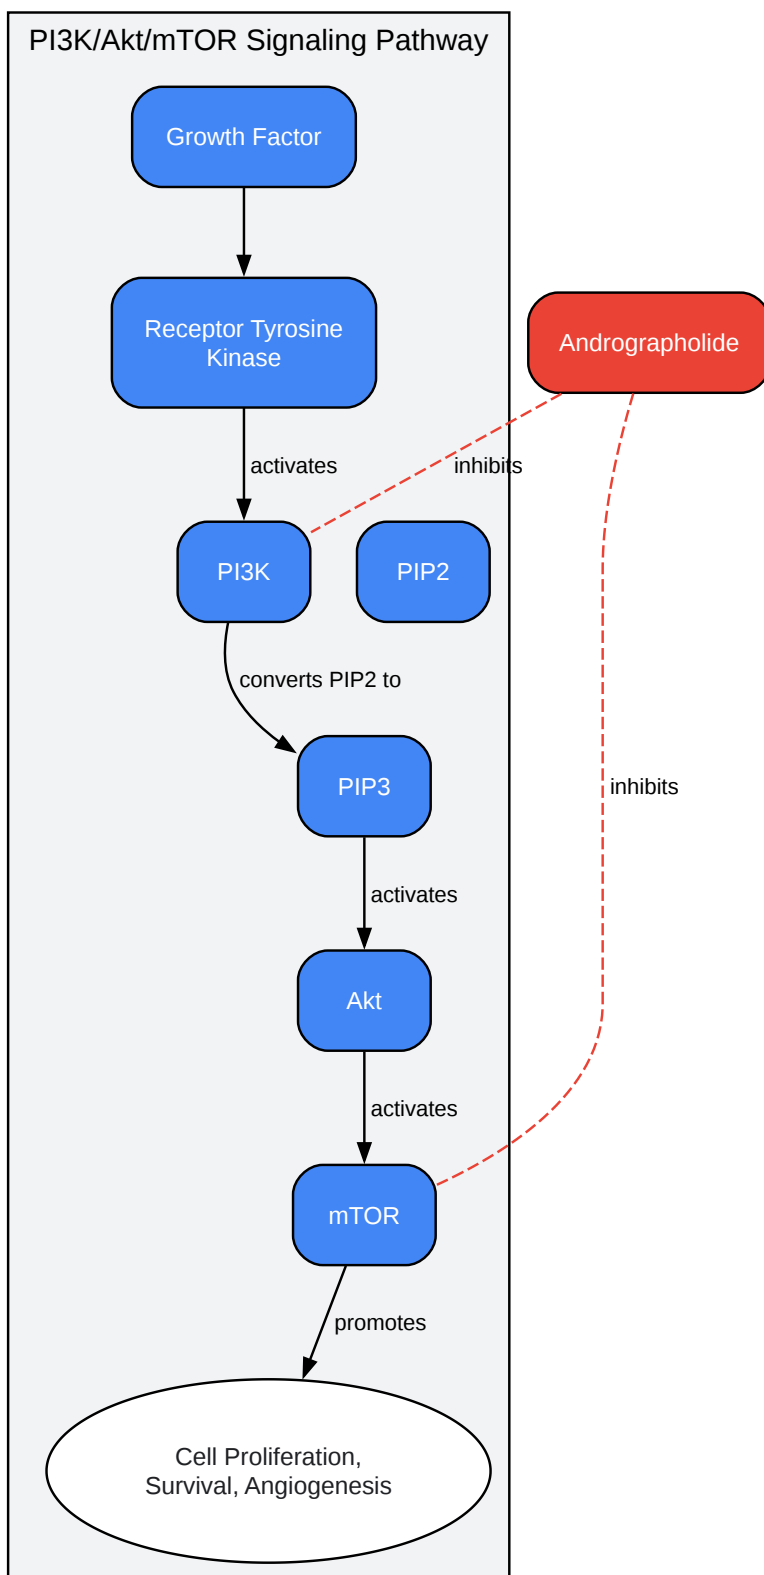 PI3K/Akt/mTOR Signaling Pathway
Growth Factor
Receptor Tyrosine
Kinase
Andrographolide
activates
inhibits
PI3K
PIP2
converts PIP2 to
PIP3
inhibits
activates
Akt
activates
mTOR
promotes
Cell Proliferation,
Survival, Angiogenesis